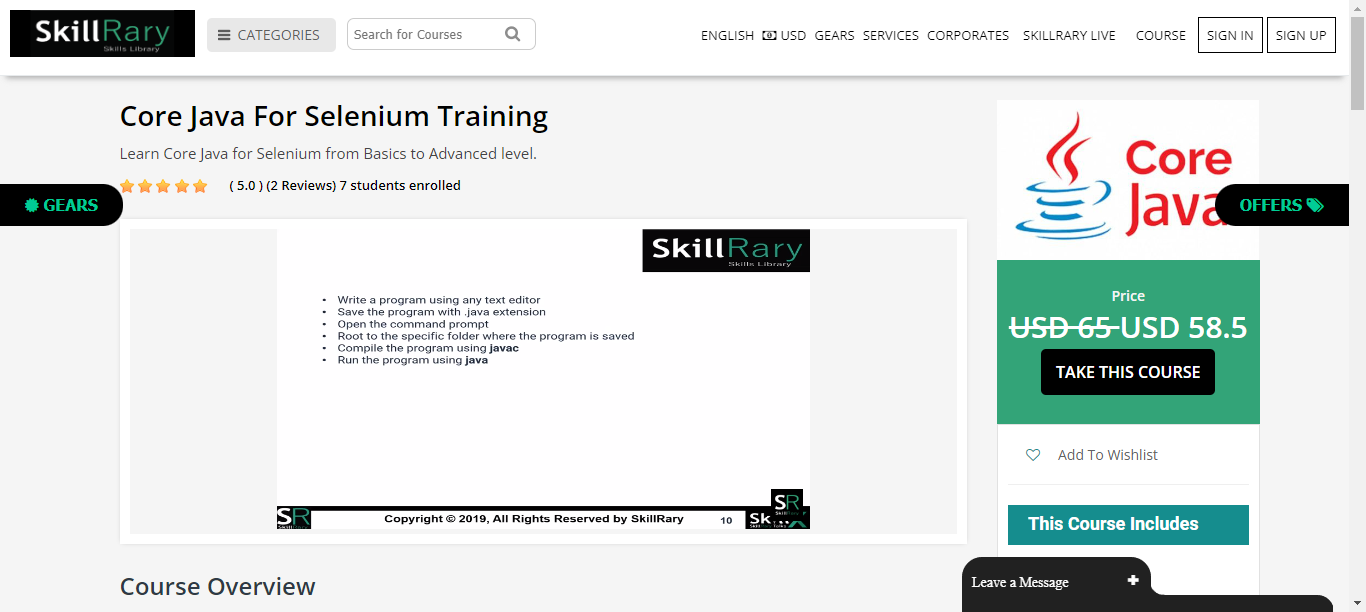 SkillRary
Skills Library
CATEGORIES
Search for Courses
ENGLISH USD GEARS SERVICES CORPORATES SKILLRARY LIVE COURSE SIGN IN SIGN UP
Core Java For Selenium Training
Learn Core Java for Selenium from Basics to Advanced level.
( 5.0 ) (2 Reviews) 7 students enrolled
GEARS
SkillRary
Skills Library
• Write a program using any text editor
• Save the program with .java extension
• Open the command prompt
• Root to the specific folder where the program is saved
• Compile the program using javac
• Run the program using java
SR
Copyright © 2019, All Rights Reserved by SkillRary
10
SR
Course Overview
Core
Java
OFFERS
Price
USD 65 USD 58.5
TAKE THIS COURSE
Add To Wishlist
This Course Includes
Leave a Message